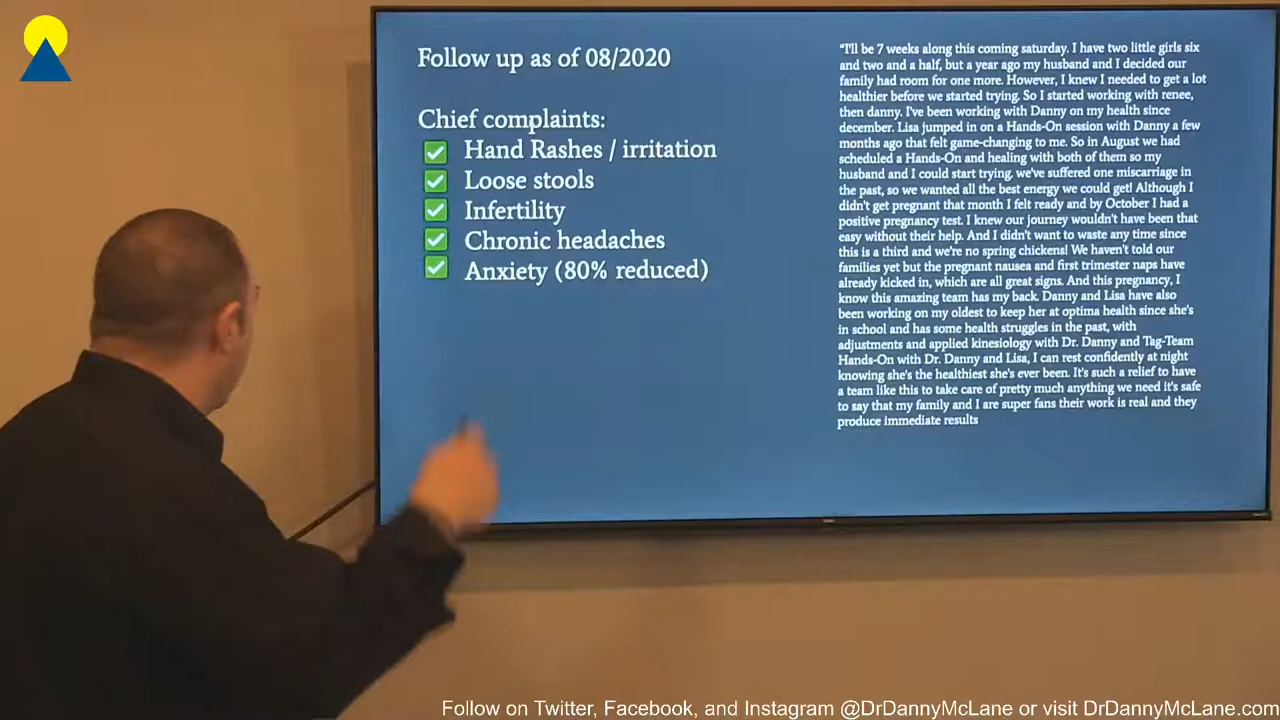 Follow up as of 08/2020
Chief complaints:
Hand Rashes / irritation
Loose stools
Infertility
Chronic headaches
Anxiety (80% reduced)
"I'll be 7 weeks along this coming saturday. I have two little girls six
and two and a half, but a year ago my husband and I decided our
family had room for one more. However, I knew I needed to get a lot
healthier before we started trying. So I started working with renee,
then danny. I've been working with Danny on my health since
december. Lisa jumped in on a Hands-On session with Danny a few
months ago that felt game-changing to me. So in August we had
scheduled a Hands-On and healing with both of them so my
husband and I could start trying. we've suffered one miscarriage in
the past, so we wanted all the best energy we could get! Although I
didn't get pregnant that month I felt ready and by October I had a
positive pregnancy test. I knew our journey wouldn't have been that
easy without their help. And I didn't want to waste any time since
this is a third and we're no spring chickens! We haven't told our
families yet but the pregnant nausea and first trimester naps have
already kicked in, which are all great signs. And this pregnancy, I
know this amazing team has my back. Danny and Lisa have also
been working on my oldest to keep her at optima health since she's
in school and has some health struggles in the past, with
adjustments and applied kinesiology with Dr. Danny and Tag-Team
Hands-On with Dr. Danny and Lisa, I can rest confidently at night
knowing she's the healthiest she's ever been. It's such a relief to have
a team like this to take care of pretty much anything we need it's safe
to say that my family and I are super fans their work is real and they
produce immediate results
Follow on Twitter, Facebook, and Instagram @DrDannyMcLane or visit DrDannyMcLane.com